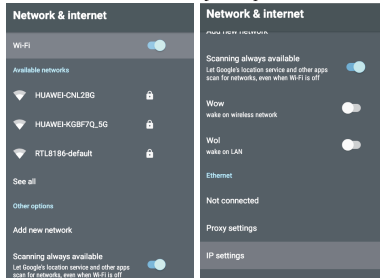 Network & internet
Wi-Fi
Available networks
HUAWEI-CNL2BG
HUAWEI-KGBF7Q_5G
RTL8186-default
See all
Other options
Add new network
Scanning always available
Let Google's location service and other apps
scan for networks, even when Wi-Fi is off
Network & internet
Add new network
Scanning always available
Let Google's location service and other apps
scan for networks, even when Wi-Fi is off
Wow
wake on wireless network
Wol
wake on LAN
Ethernet
Not connected
Proxy settings
IP settings